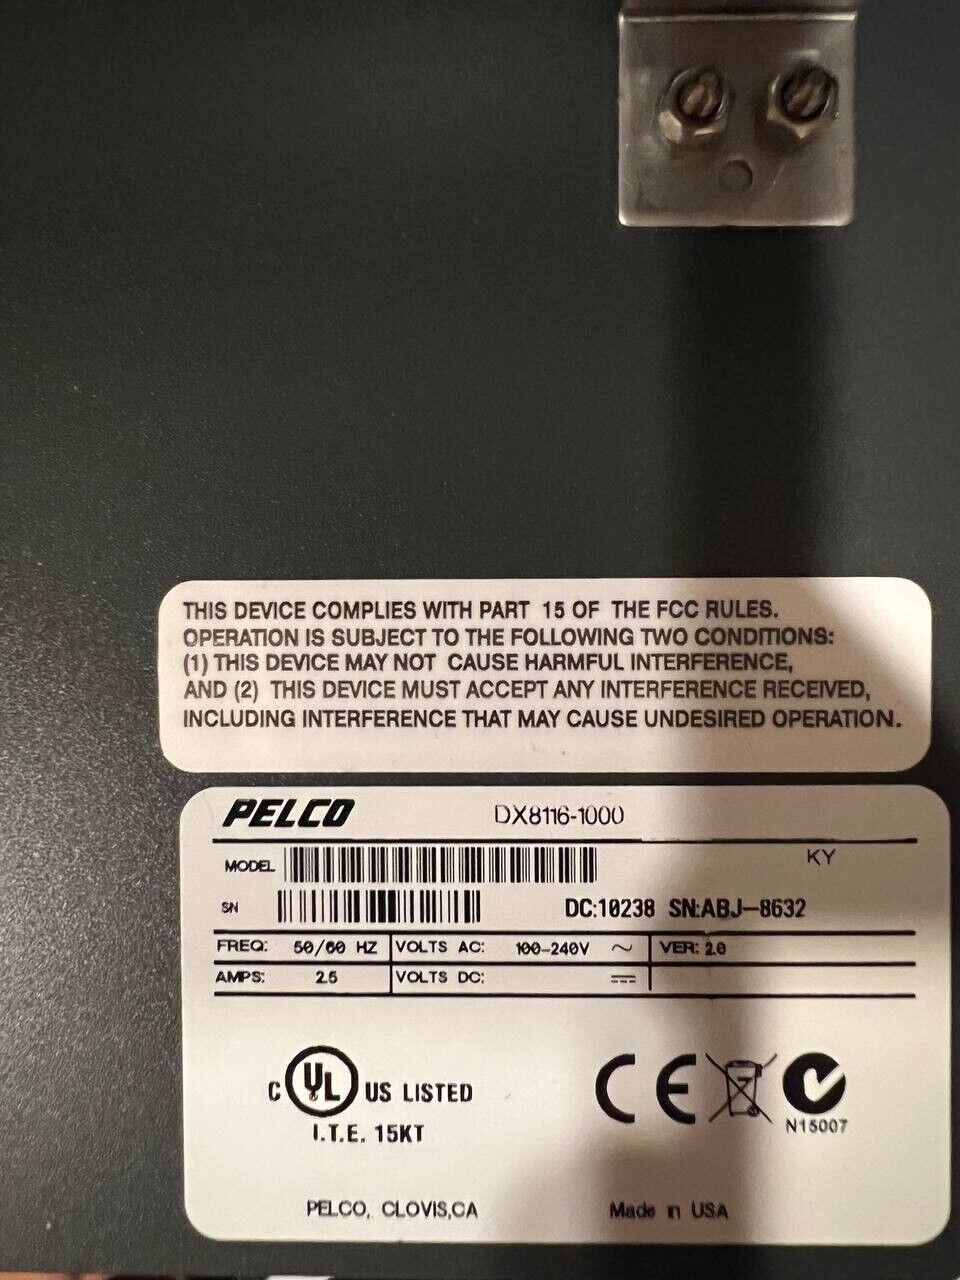 THIS DEVICE COMPLIES WITH PART 15 OF THE FCC RULES.
OPERATION IS SUBJECT TO THE FOLLOWING TWO CONDITIONS:
(1) THIS DEVICE MAY NOT CAUSE HARMFUL INTERFERENCE,
AND (2) THIS DEVICE MUST ACCEPT ANY INTERFERENCE RECEIVED,
INCLUDING INTERFERENCE THAT MAY CAUSE UNDESIRED OPERATION.
PELCO DX8116-1000
MODEL KY
SN DC:10238 SN:ABJ-8632
FREQ: 50/60 HZ VOLTS AC: 100-240V ~ VER: 2.0
AMPS: 2.5 VOLTS DC:
C UL US LISTED CE
N15007
I.T.E. 15KT
PELCO, CLOVIS,CA Made in USA